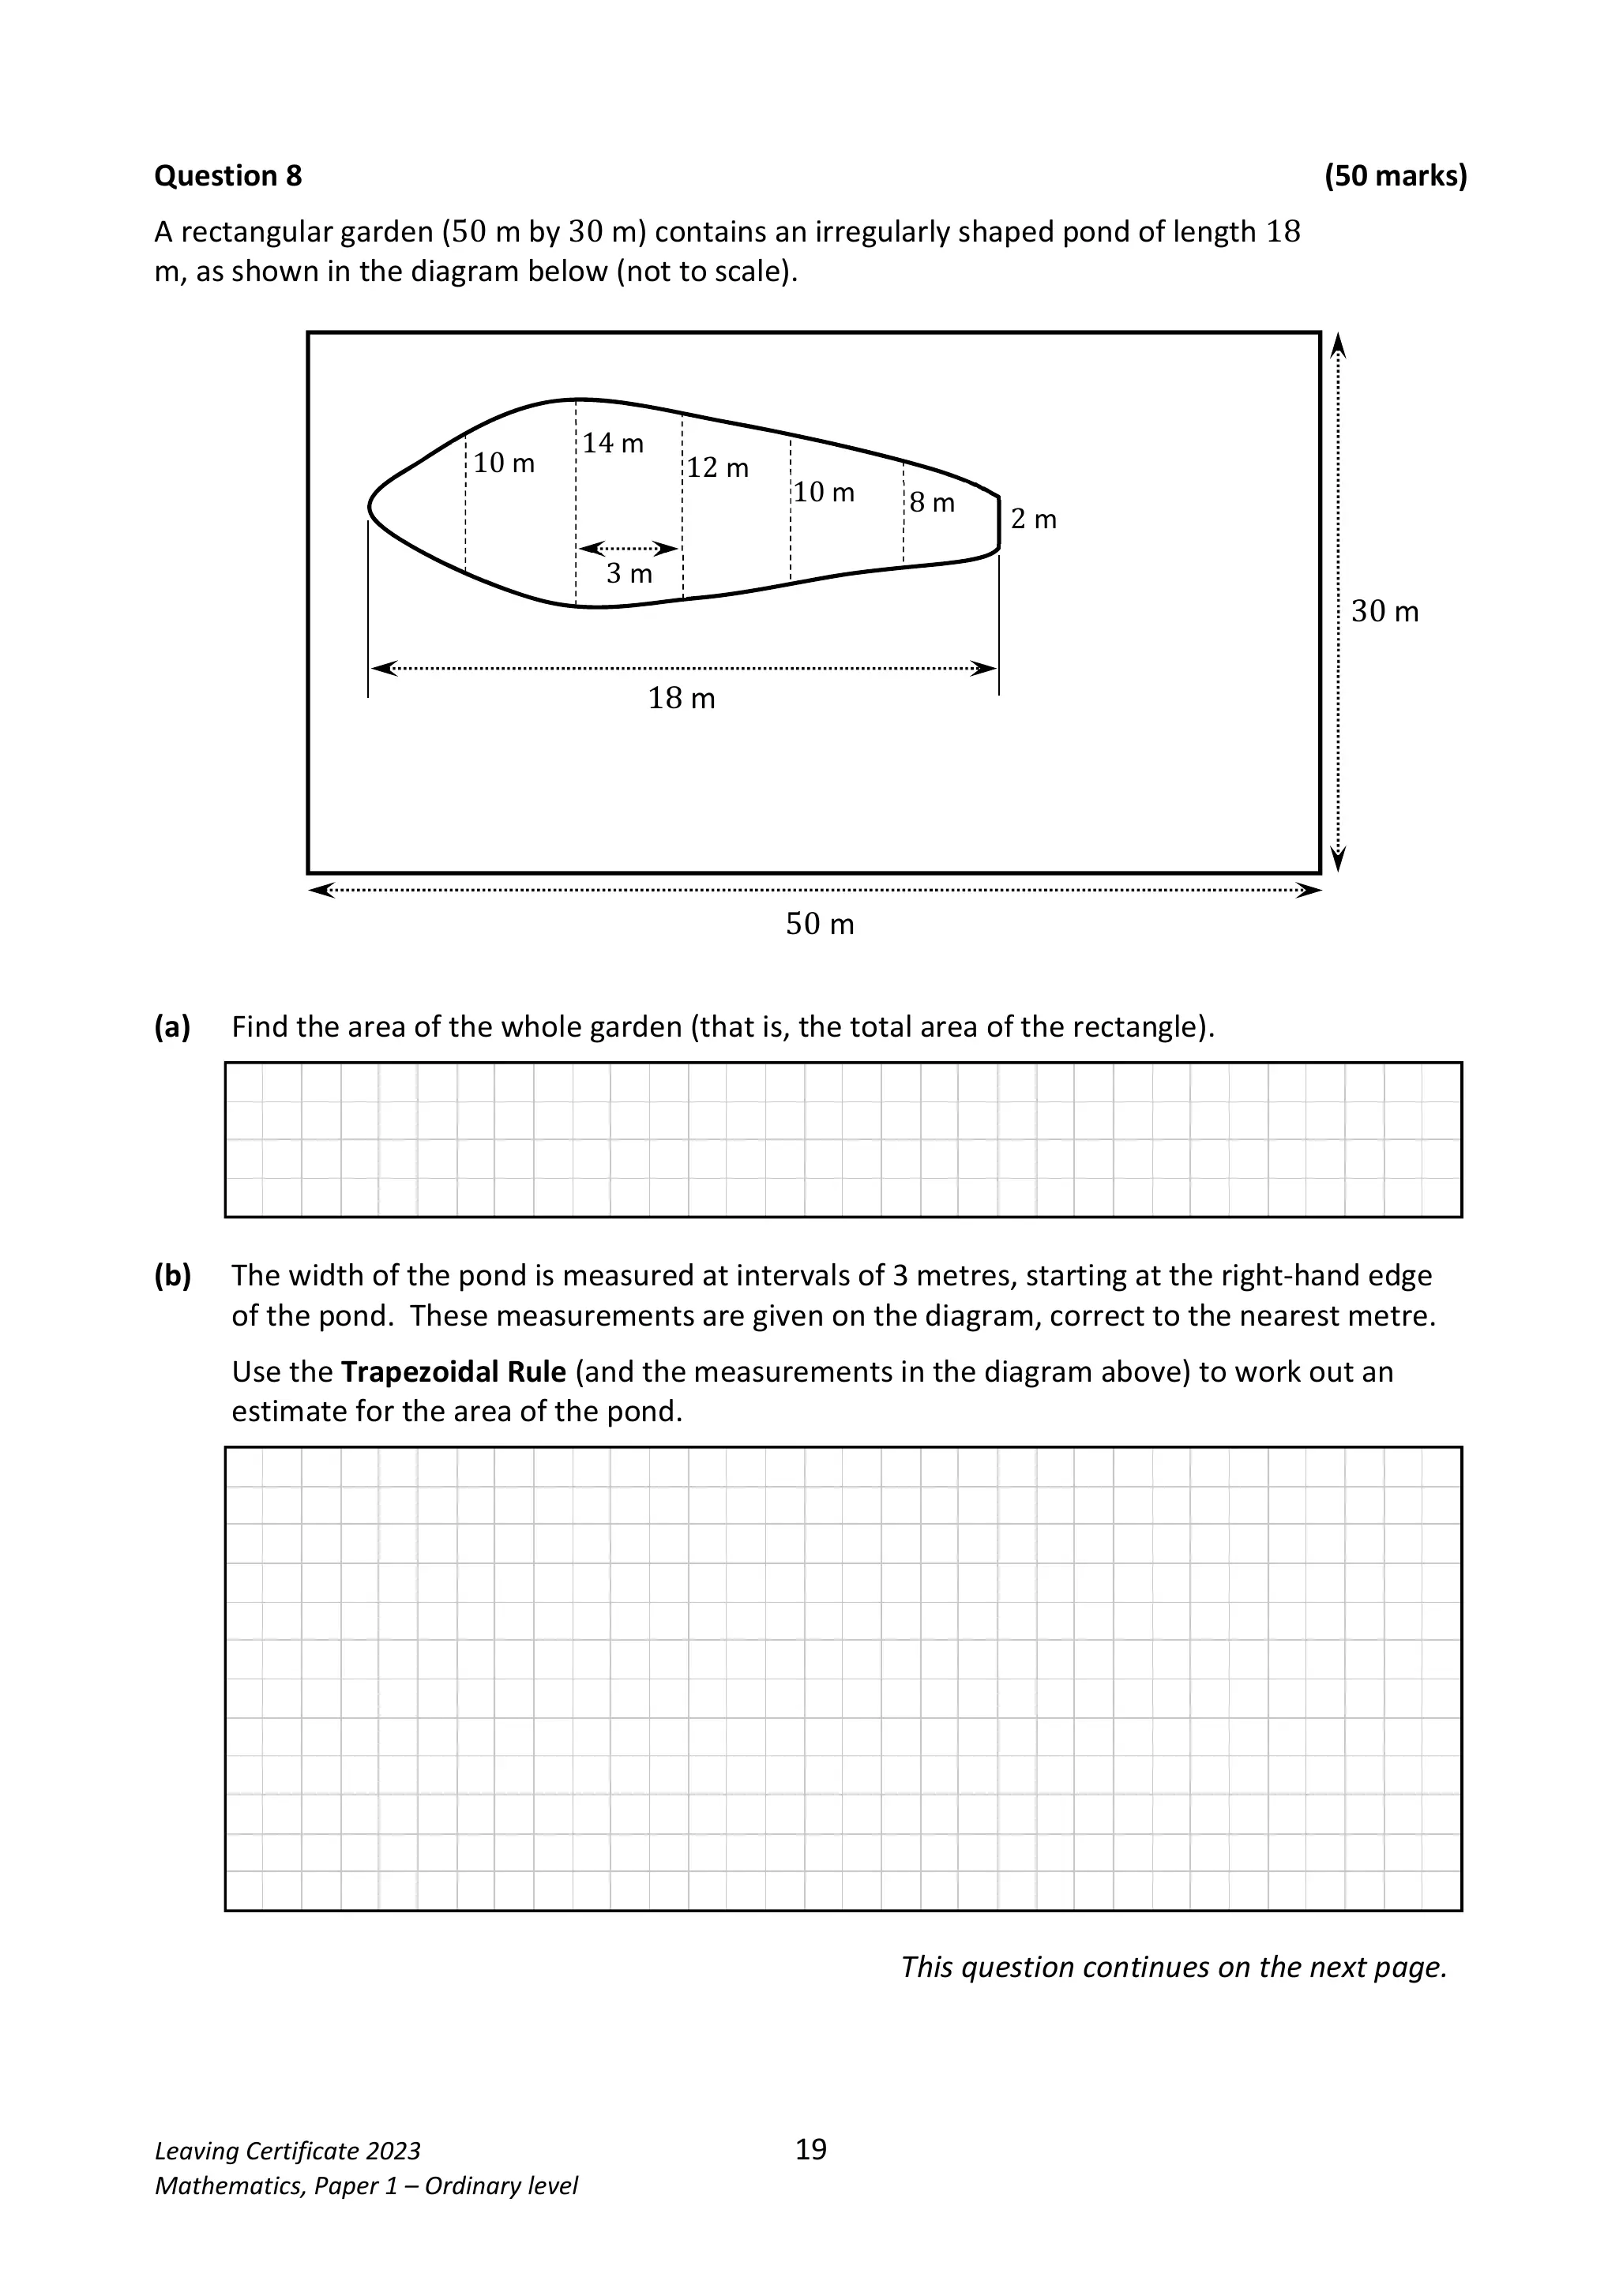 Question 8 (50 marks)
A rectangular garden (50 m by 30 m) contains an irregularly shaped pond of length 18
m, as shown in the diagram below (not to scale).
14 m
10 m
12 m
10 m
8 m
2 m
3 m
30 m
18 m
50 m
(a) Find the area of the whole garden (that is, the total area of the rectangle).
(b) The width of the pond is measured at intervals of 3 metres, starting at the right-hand edge
of the pond. These measurements are given on the diagram, correct to the nearest metre.
Use the Trapezoidal Rule (and the measurements in the diagram above) to work out an
estimate for the area of the pond.
This question continues on the next page.
Leaving Certificate 2023 19
Mathematics, Paper 1 – Ordinary level